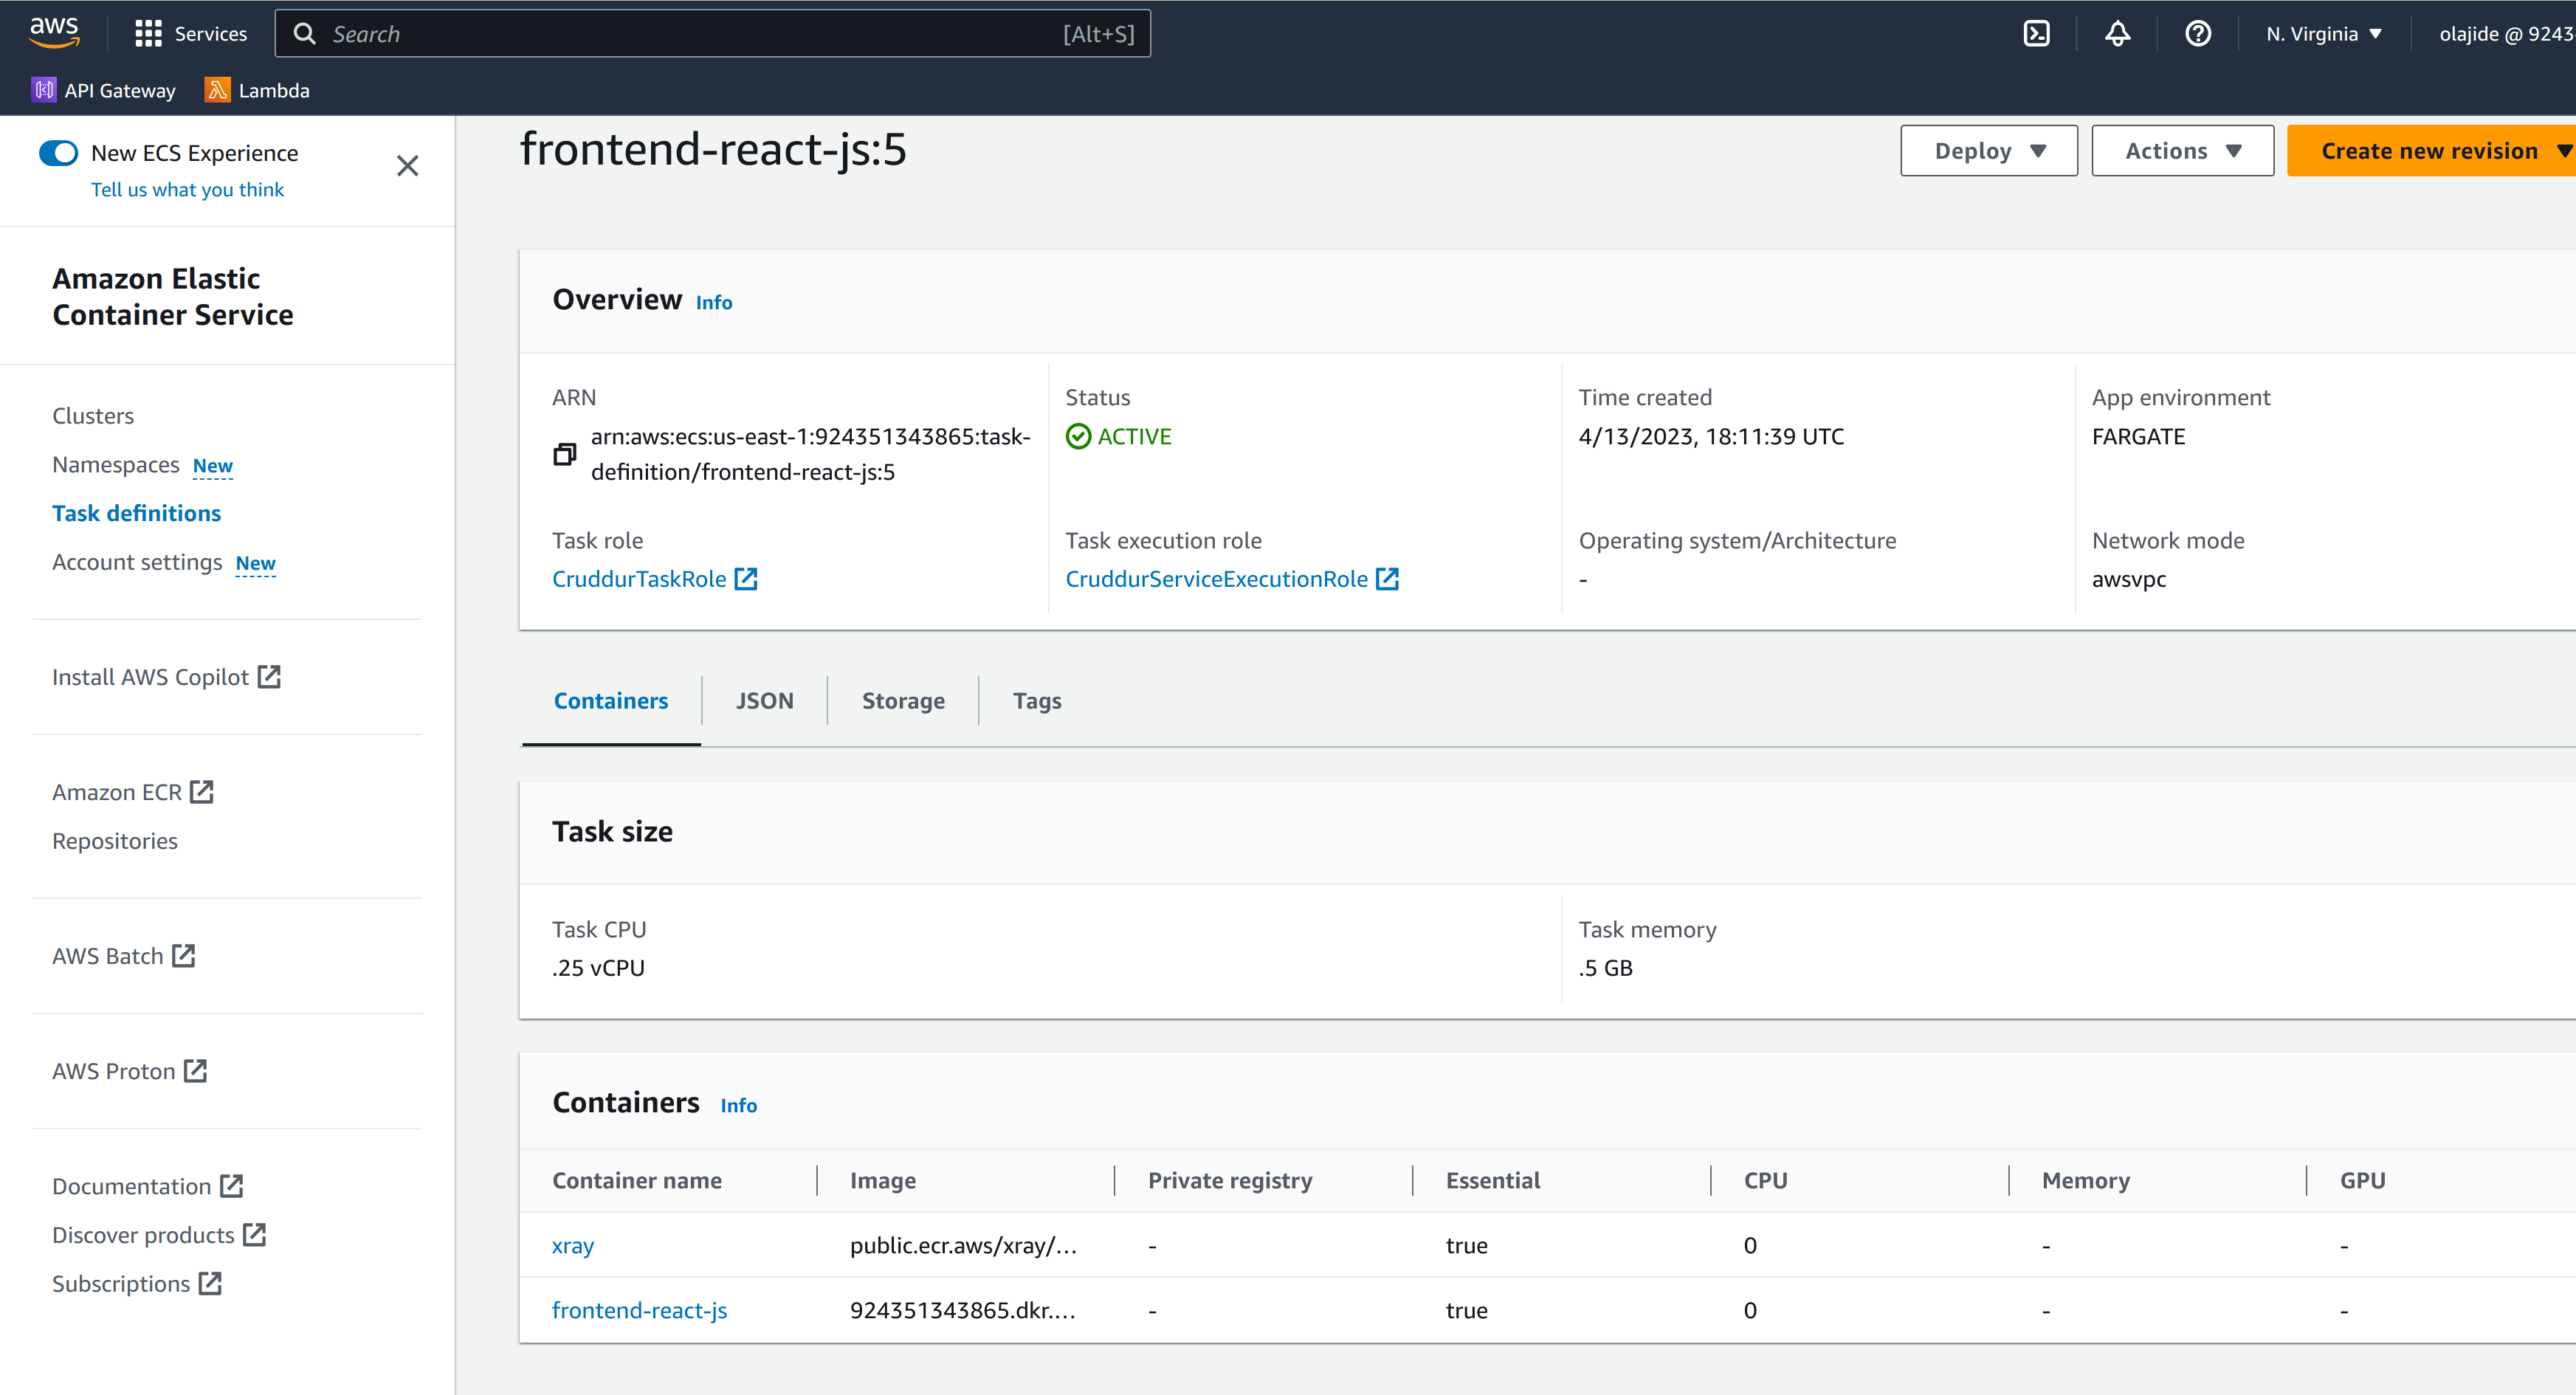 aws
Services
Search
[Alt+S]
N. Virginia
olajide @ 9243
API Gateway
Lambda
New ECS Experience
Tell us what you think
Amazon Elastic
Container Service
Clusters
Namespaces New
Task definitions
Account settings New
Install AWS Copilot
Amazon ECR
Repositories
AWS Batch
AWS Proton
Documentation
Discover products
Subscriptions
frontend-react-js:5
Deploy
Actions
Create new revision
Overview Info
ARN
arn:aws:ecs:us-east-1:924351343865:task-
definition/frontend-react-js:5
Status
ACTIVE
Time created
4/13/2023, 18:11:39 UTC
App environment
FARGATE
Task role
CruddurTaskRole
Task execution role
CruddurServiceExecutionRole
Operating system/Architecture
-
Network mode
awsvpc
Containers
JSON
Storage
Tags
Task size
Task CPU
.25 vCPU
Task memory
.5 GB
Containers Info
Container name Image Private registry Essential CPU Memory GPU
xray public.ecr.aws/xray/... - true 0 - -
frontend-react-js 924351343865.dkr.... - true 0 - -